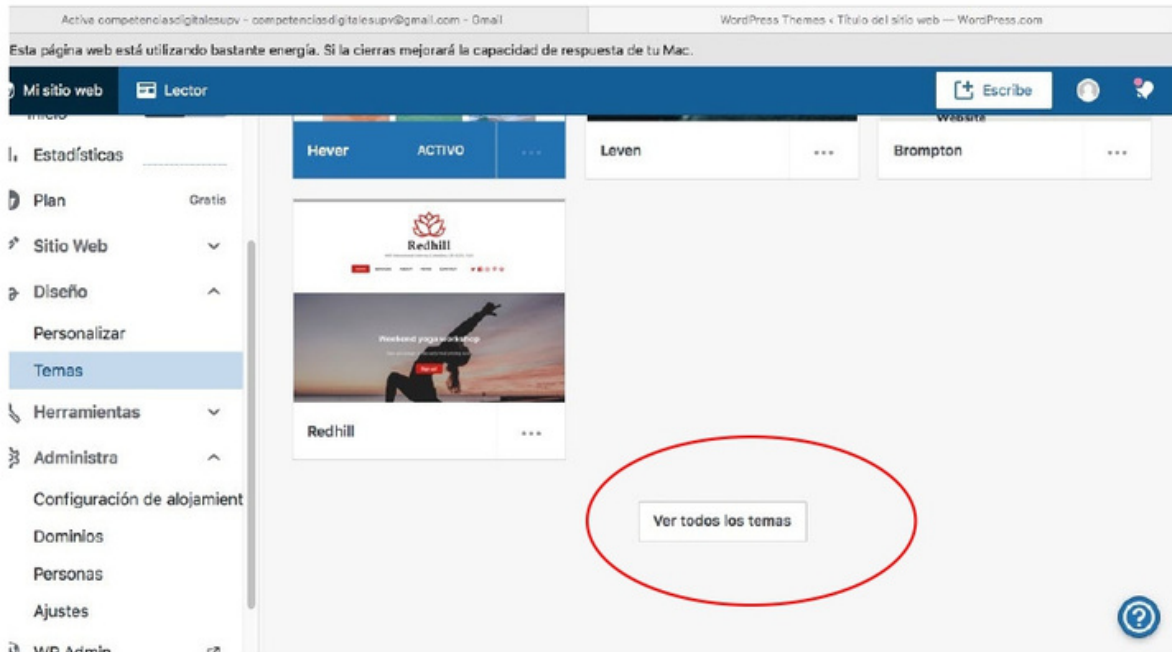 Activa competenciasdigitalesupv - competenciasdigitalesupv@gmail.com - Gmail
WordPress Themes ‹ Título del sitio web — WordPress.com
Esta página web está utilizando bastante energía. Si la cierras mejorará la capacidad de respuesta de tu Mac.
Mi sitio web
Lector
Escribe
Inicio
Estadísticas
Plan
Gratis
Sitio Web
Diseño
Personalizar
Temas
Herramientas
Administra
Configuración de alojamient
Dominios
Personas
Ajustes
WP Admin
Hever
ACTIVO
Leven
Website
Brompton
Redhill
Weekend yoga workshop
Redhill
Ver todos los temas